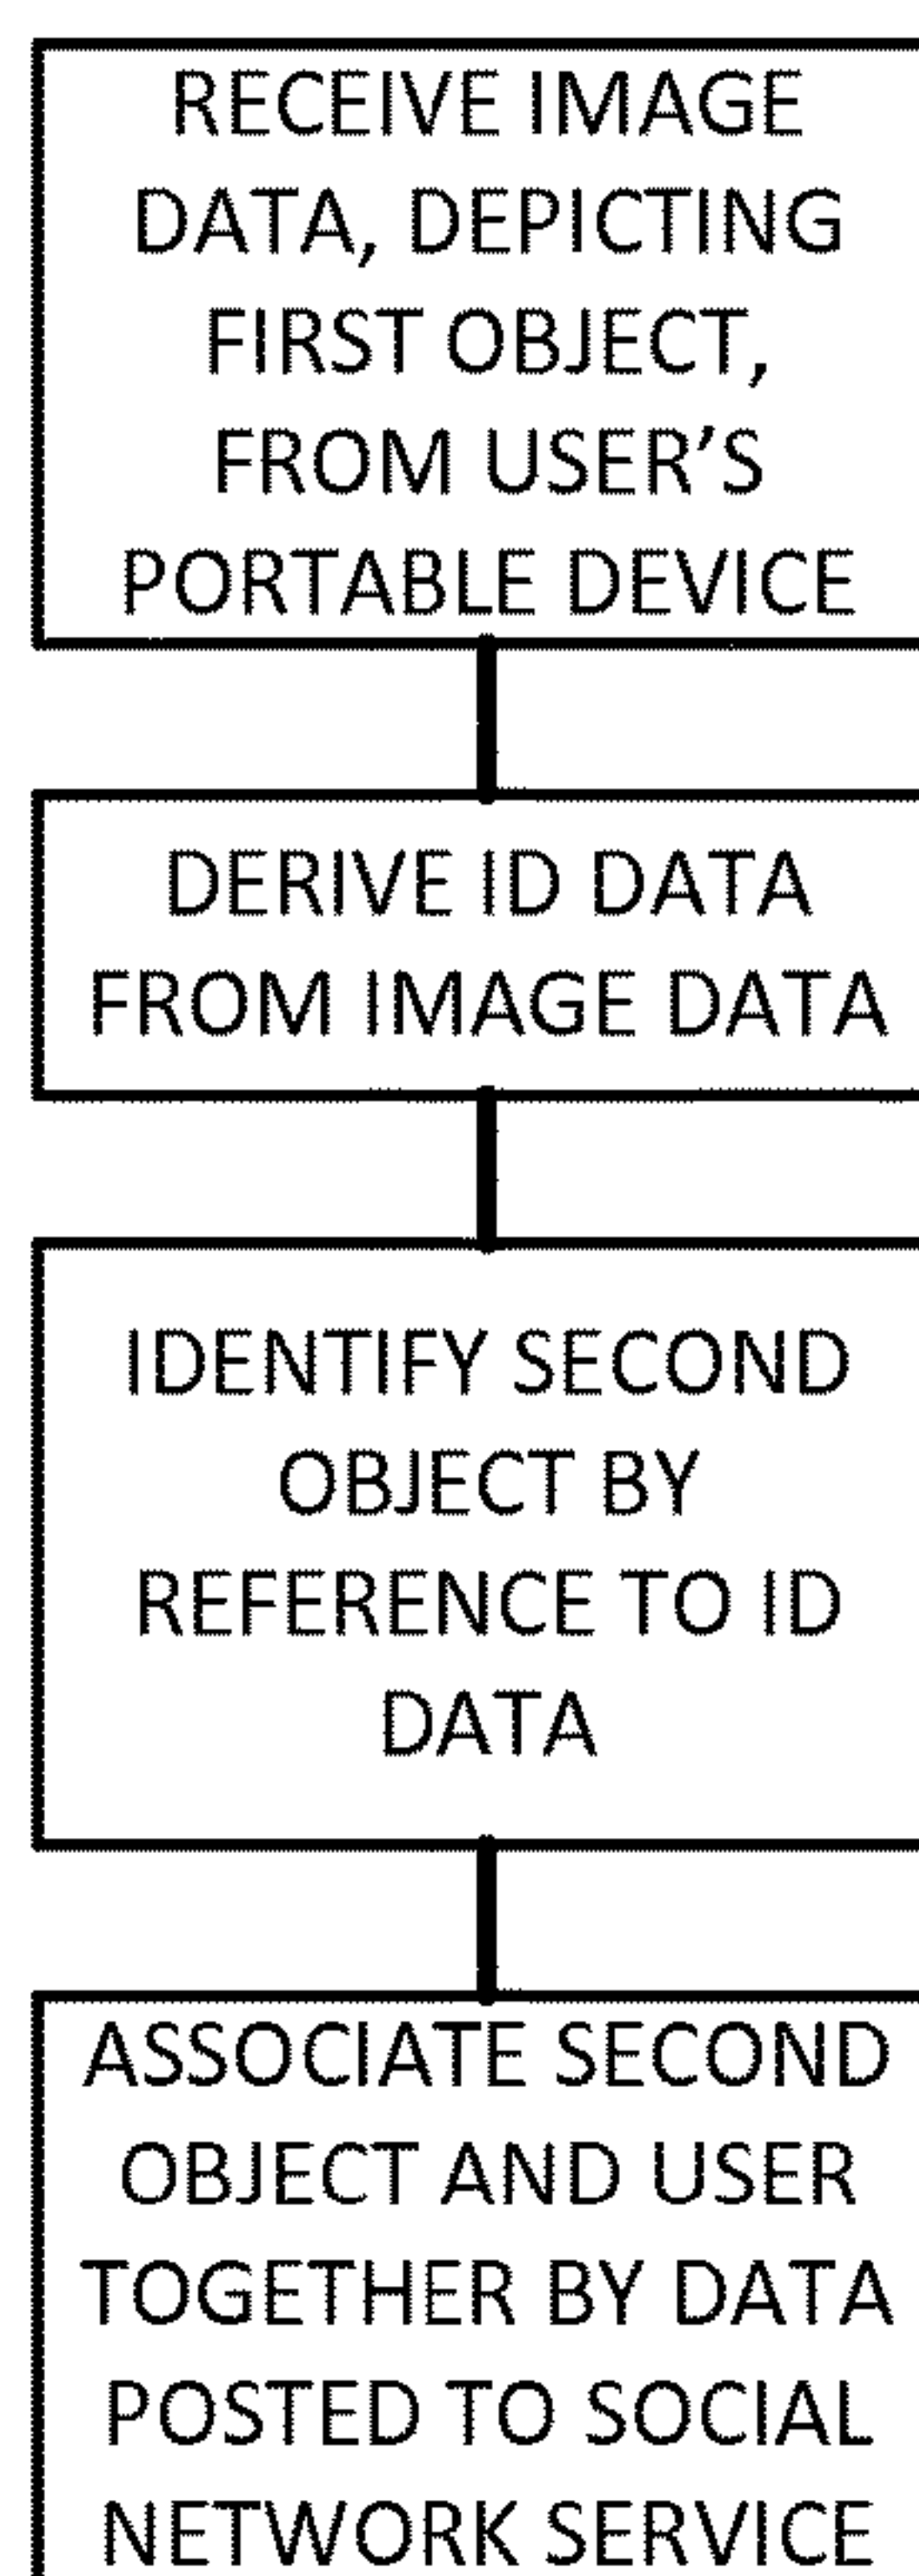 RECEIVE IMAGE
DATA, DEPICTING
FIRST OBJECT,
FROM USER’S
PORTABLE DEVICE
DERIVE ID DATA
FROM IMAGE DATA
IDENTIFY SECOND
OBJECT BY
REFERENCE TO ID
DATA
ASSOCIATE SECOND
OBJECT AND USER
TOGETHER BY DATA
POSTED TO SOCIAL
NETWORK SERVICE